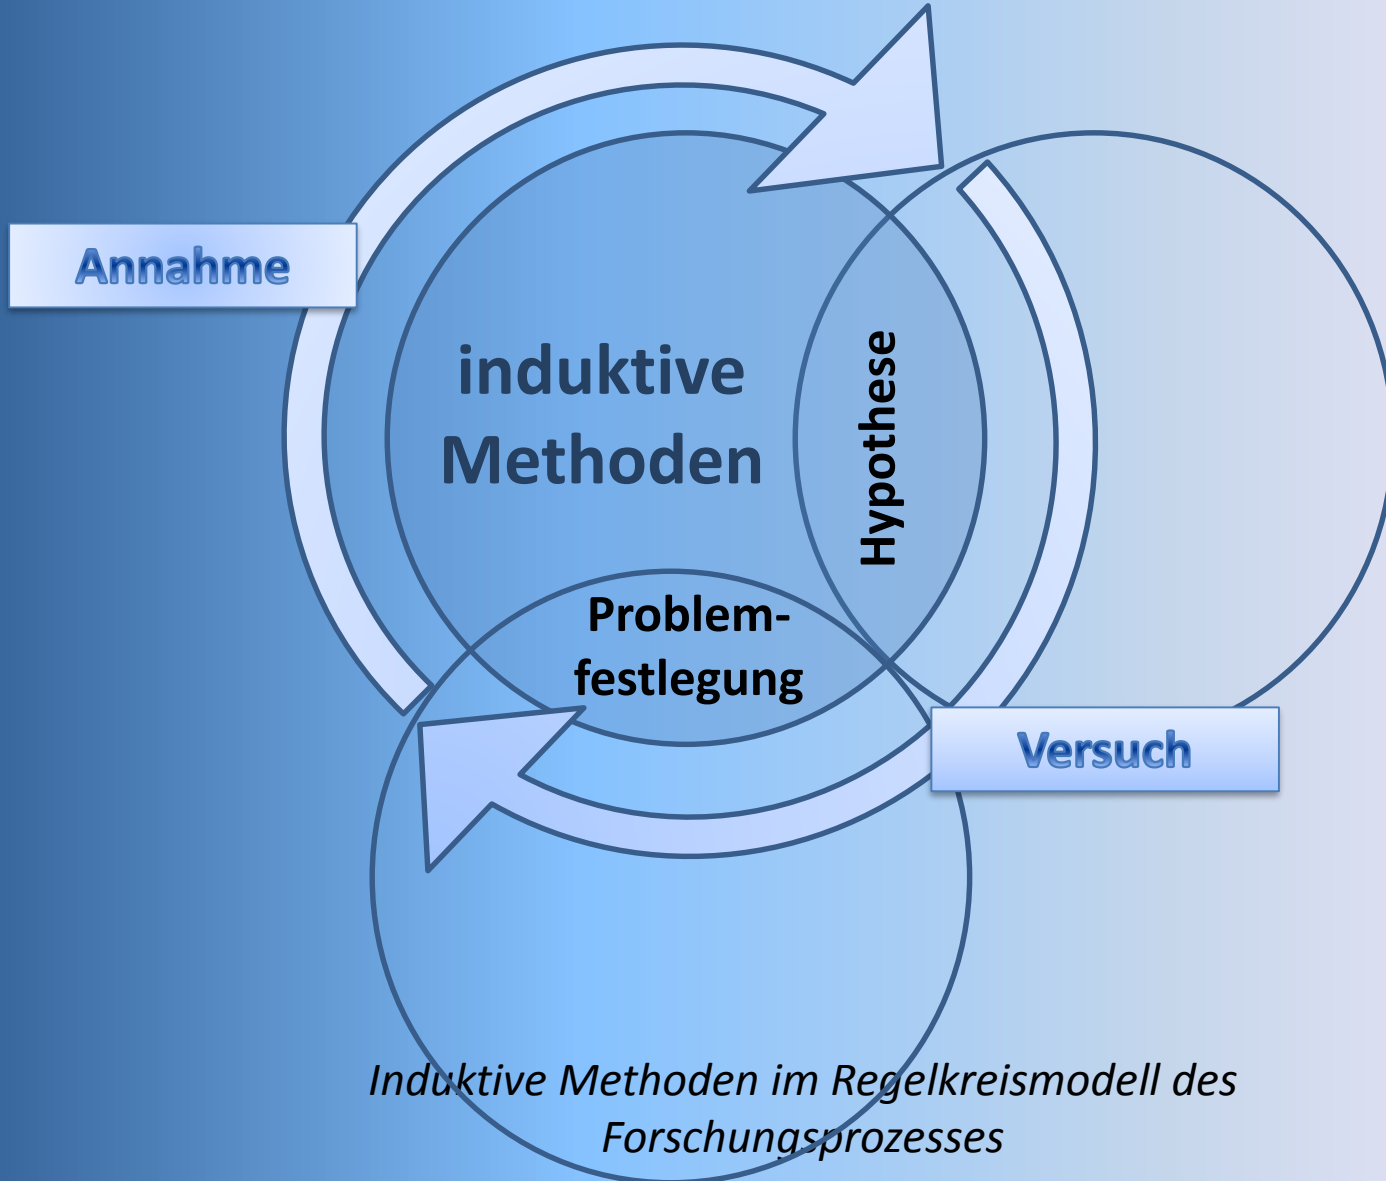 Annahme
induktive
Methoden
Hypothese
Problem-
festlegung
Versuch
Induktive Methoden im Regelkreismodell des
Forschungsprozesses